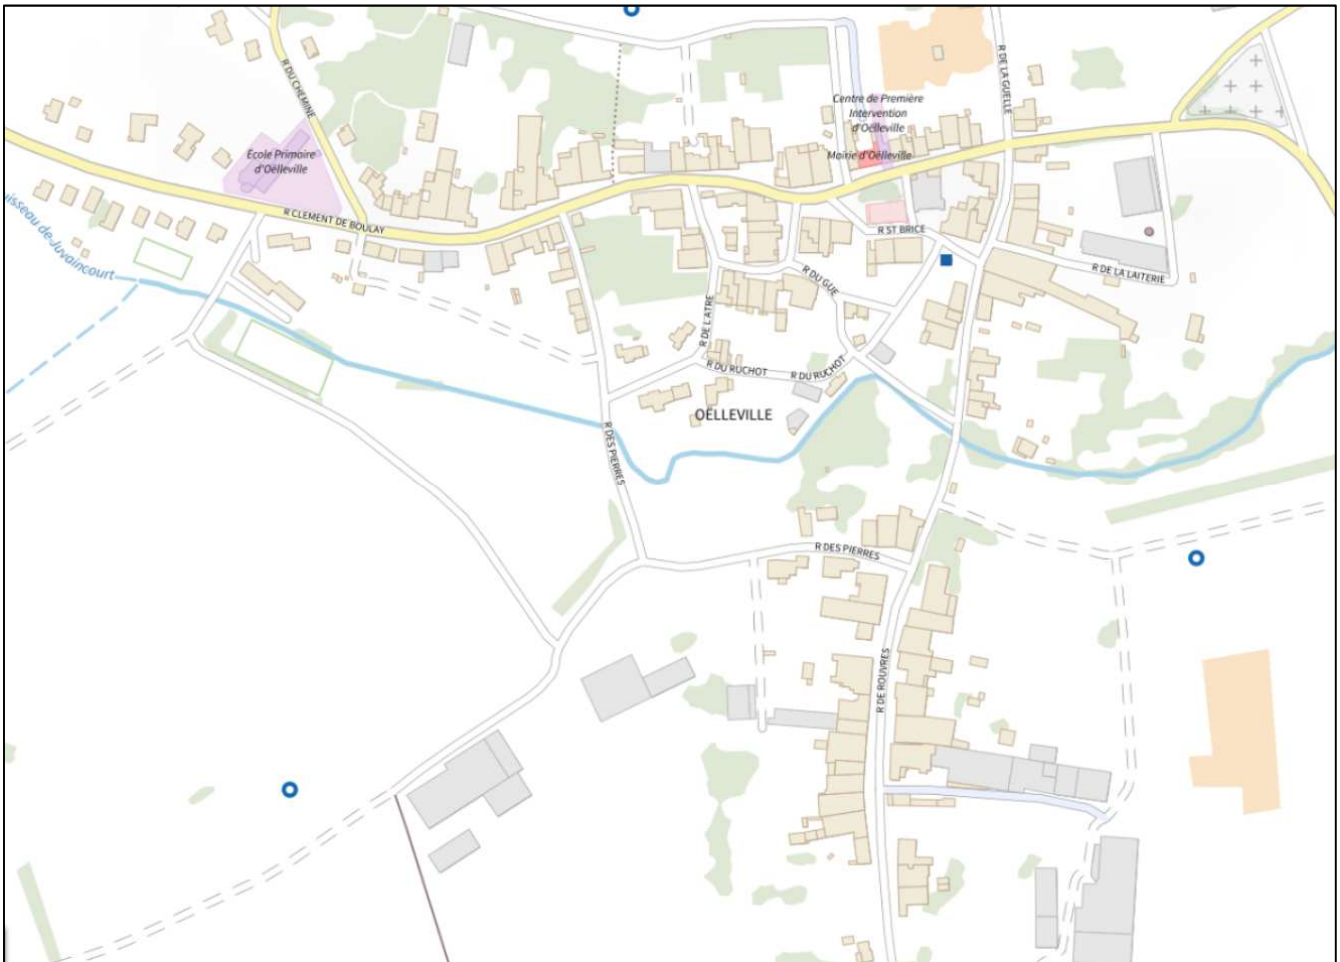 R DU CHEMINE
R DE LA GUELLE
Centre de Première
Intervention
d'Oëlleville
Mairie d'Oëlleville
École Primaire
d'Oëlleville
R CLEMENT DE BOULAY
R ST BRICE
uisseau de Juvaincourt
R DE LA LAITERIE
R DU GUE
R DE L'ATRE
R DU RUCHOT
R DU RUCHOT
OËLLEVILLE
R DES PIERRES
R DES PIERRES
R DE ROUVRES